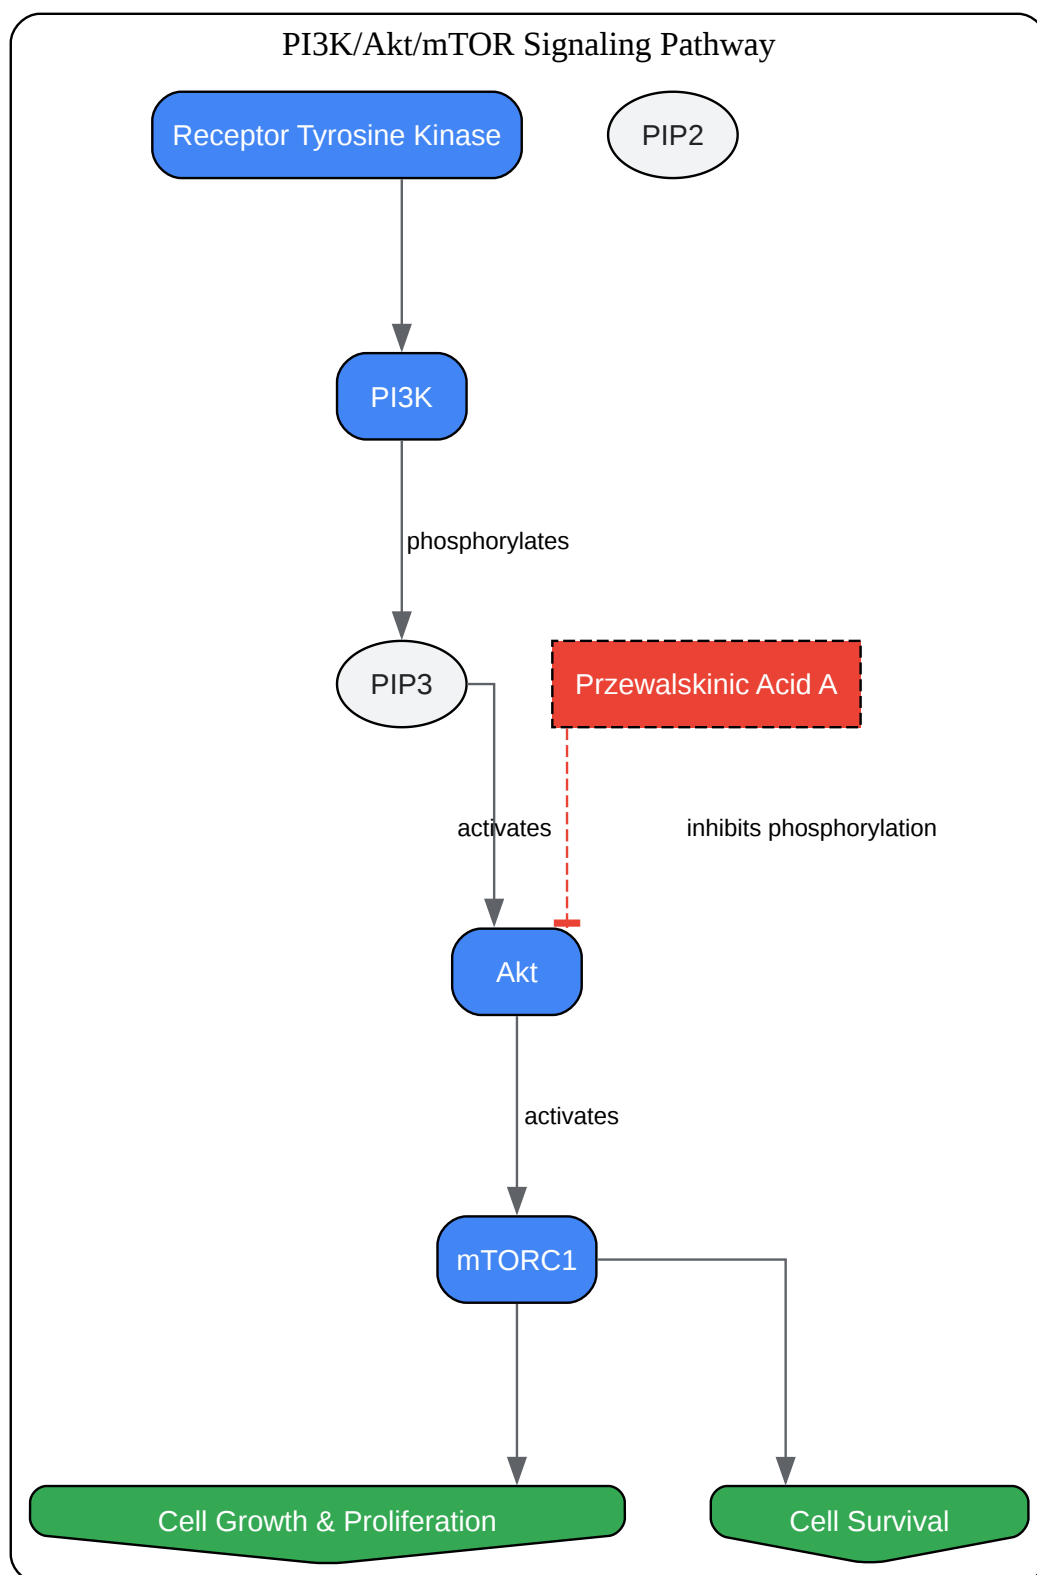 PI3K/Akt/mTOR Signaling Pathway
Receptor Tyrosine Kinase
PIP2
PI3K
phosphorylates
PIP3
Przewalskinic Acid A
activates
inhibits phosphorylation
Akt
activates
mTORC1
Cell Growth & Proliferation
Cell Survival